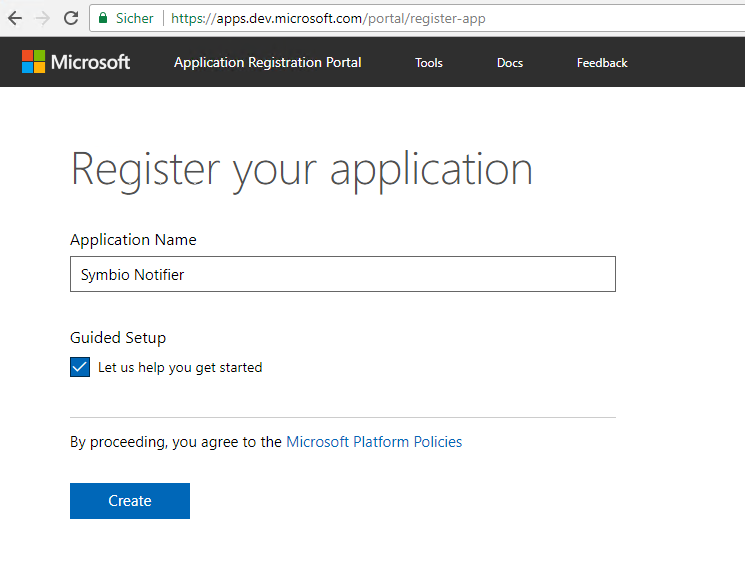 Sicher https://apps.dev.microsoft.com/portal/register-app
Microsoft Application Registration Portal Tools Docs Feedback
Register your application
Application Name
Symbio Notifier
Guided Setup
Let us help you get started
By proceeding, you agree to the Microsoft Platform Policies
Create